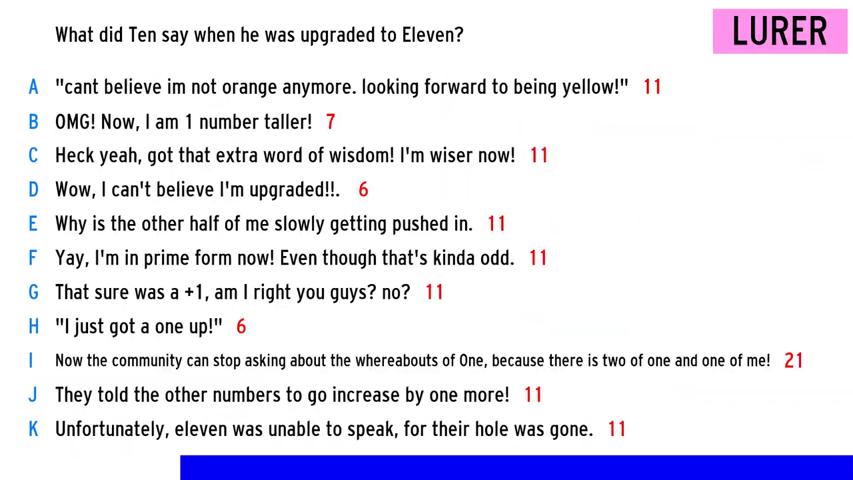 What did Ten say when he was upgraded to Eleven?
LURER
A "cant believe im not orange anymore. looking forward to being yellow!" 11
B OMG! Now, I am 1 number taller! 7
C Heck yeah, got that extra word of wisdom! I'm wiser now! 11
D Wow, I can't believe I'm upgraded!!. 6
E Why is the other half of me slowly getting pushed in. 11
F Yay, I'm in prime form now! Even though that's kinda odd. 11
G That sure was a +1, am I right you guys? no? 11
H "I just got a one up!" 6
I Now the community can stop asking about the whereabouts of One, because there is two of one and one of me! 21
J They told the other numbers to go increase by one more! 11
K Unfortunately, eleven was unable to speak, for their hole was gone. 11